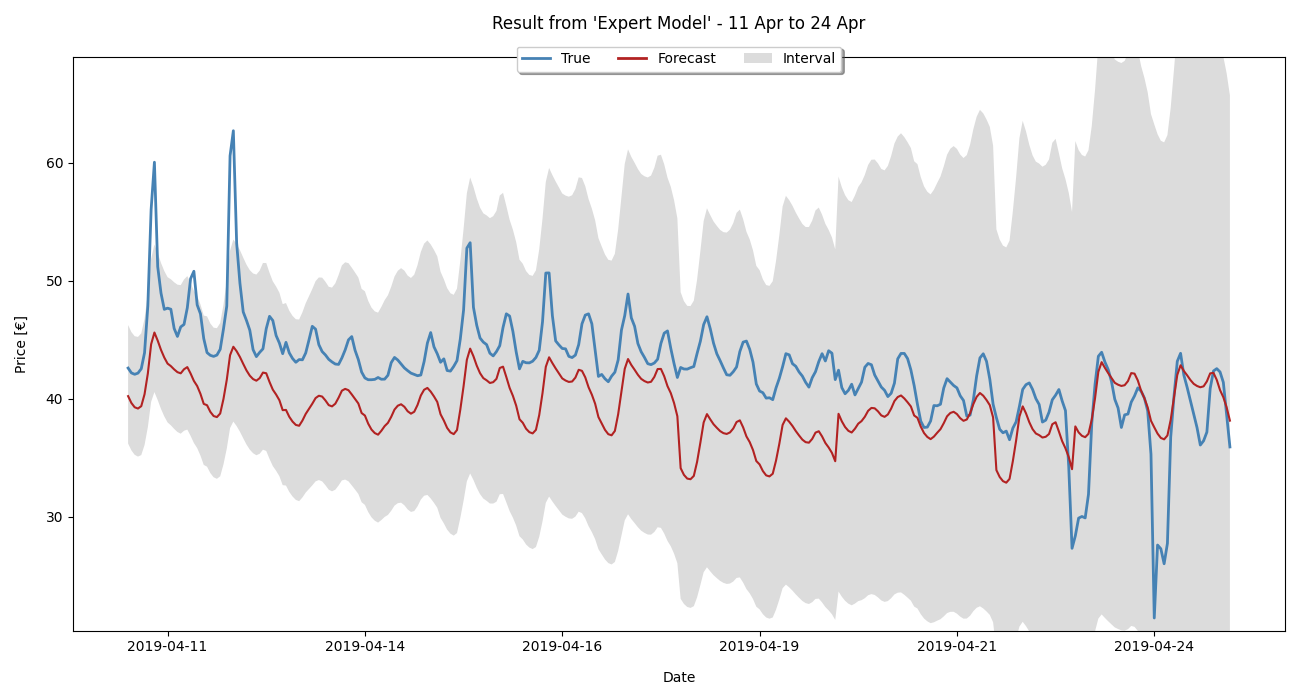 Result from 'Expert Model' - 11 Apr to 24 Apr
True Forecast Interval
Price [€]
60
50
40
30
2019-04-11 2019-04-14 2019-04-16 2019-04-19 2019-04-21 2019-04-24
Date